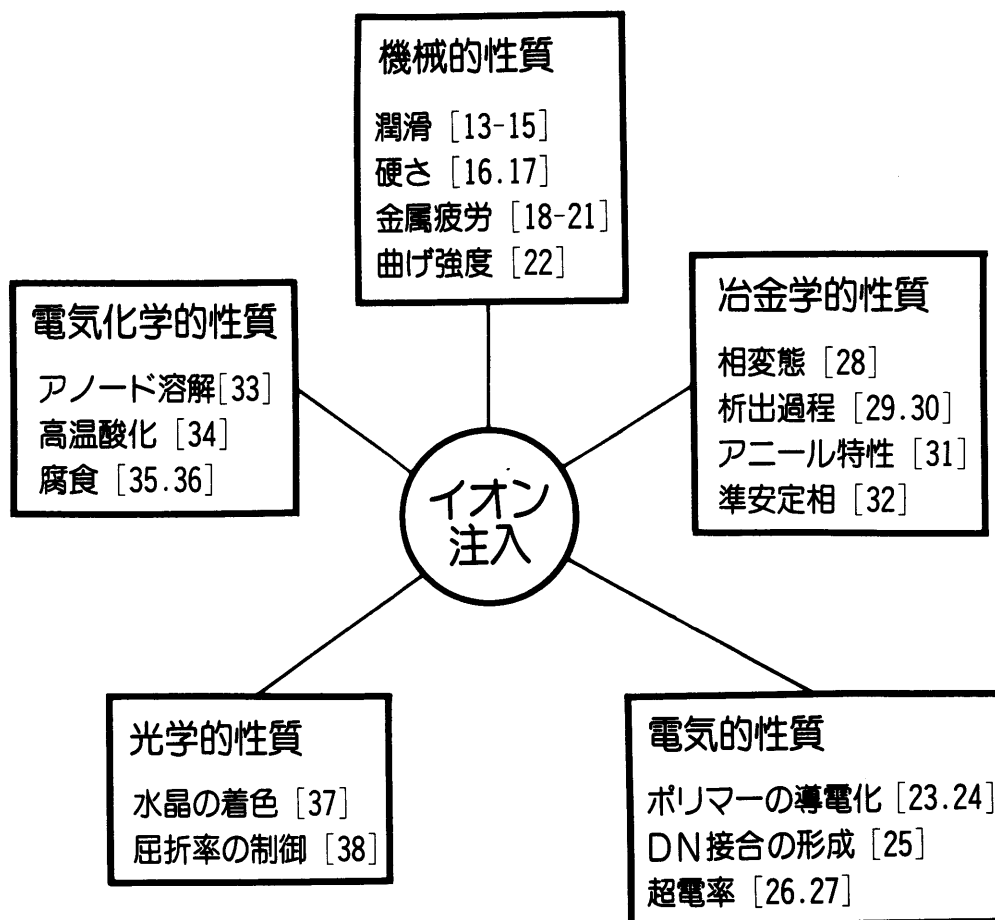 機械的性質
潤滑 [13-15]
硬さ [16.17]
金属疲労 [18-21]
曲げ強度 [22]
電気化学的性質
アノード溶解[33]
高温酸化 [34]
腐食 [35.36]
冶金学的性質
相変態 [28]
析出過程 [29.30]
アニール特性 [31]
準安定相 [32]
イオン
注入
光学的性質
水晶の着色 [37]
屈折率の制御 [38]
電気的性質
ポリマーの導電化 [23.24]
DN接合の形成 [25]
超電率 [26.27]